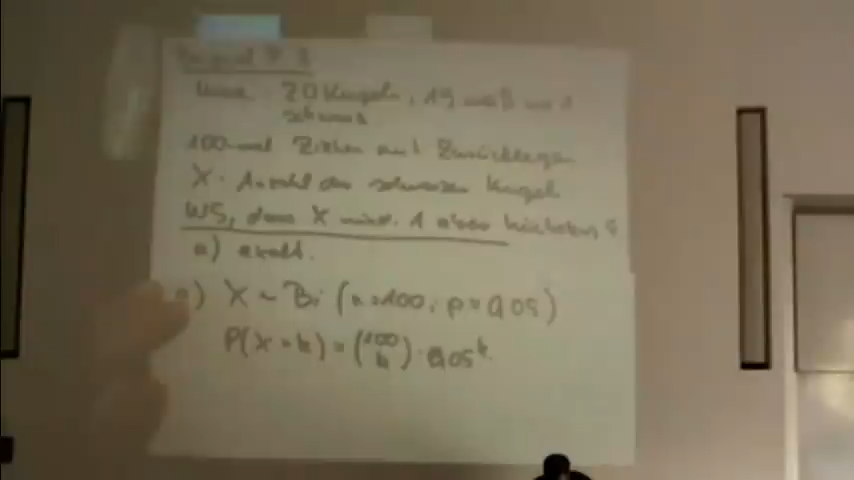 20 Kugeln, 19 weiß und 1
schwarz
100-mal Ziehen mit Zurücklegen
X. Anzahl der schwarzen Kugeln
WS, dass X mind. 1 aber höchstens
a) exakt.
a) X ~ Bi (n=100; p=0,05)
P(X=k) = (100 k) · 0,05^k